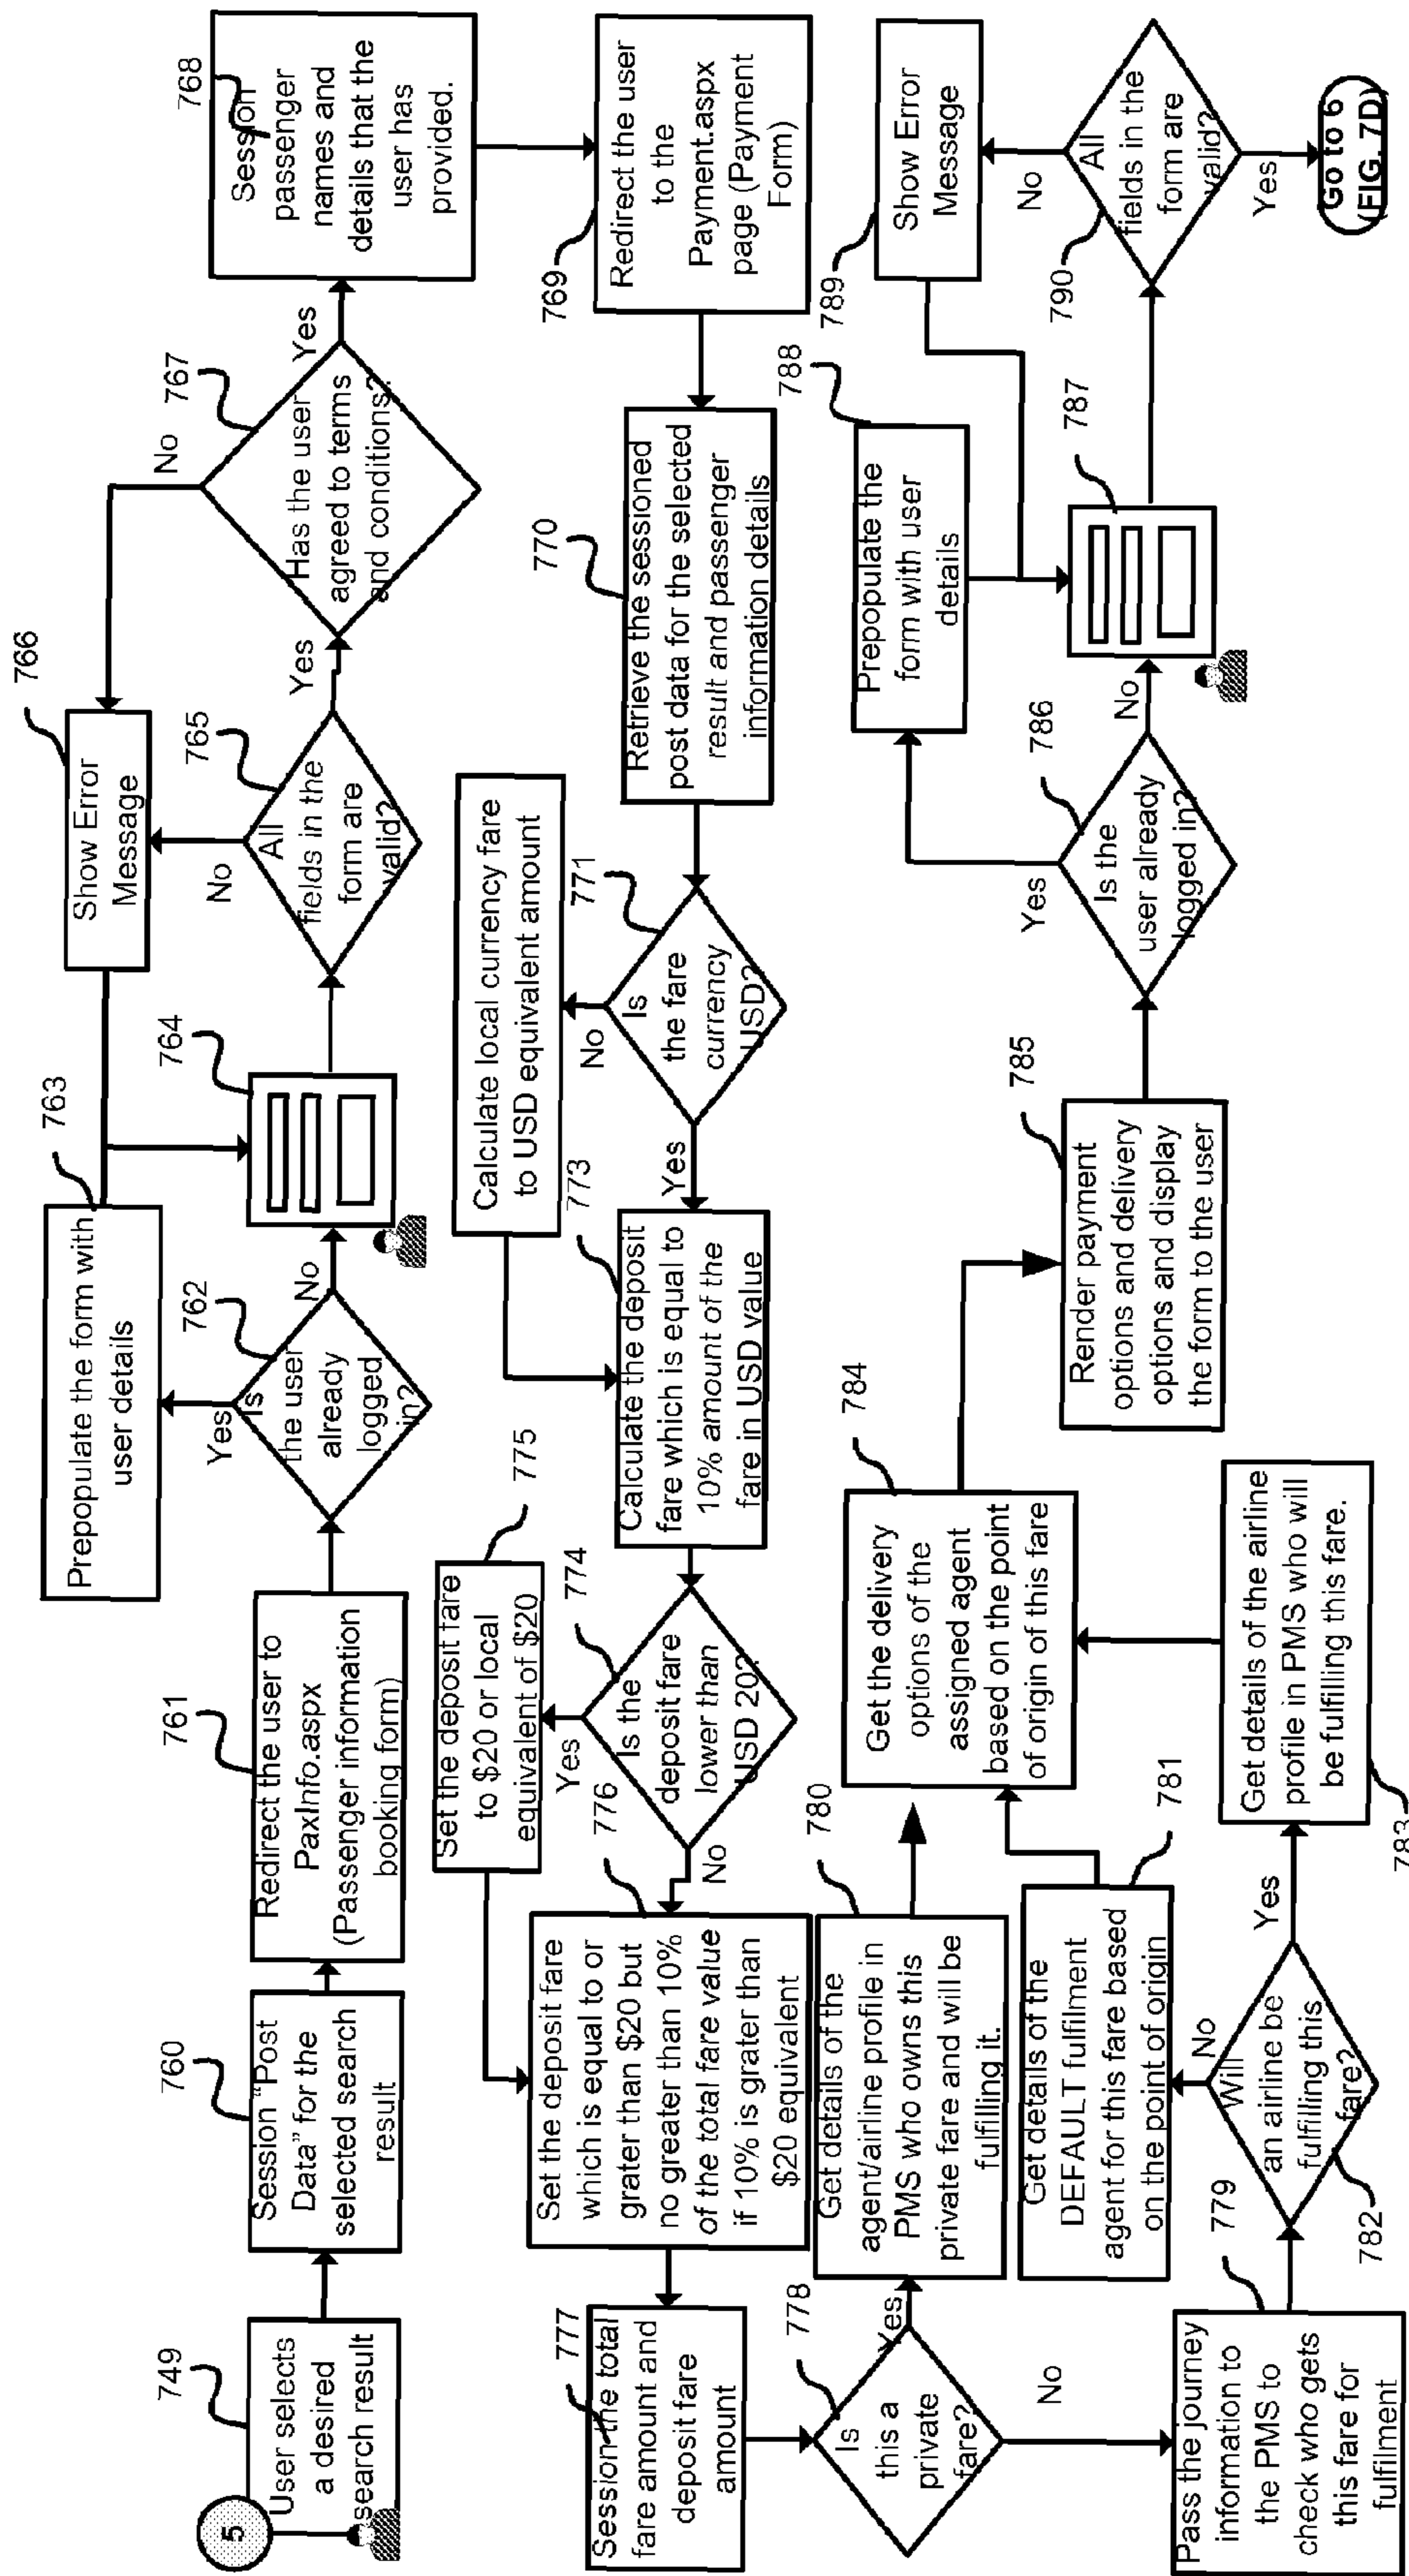 5
749
User selects
a desired
search result
760
Session "Post
Data" for the
selected search
result
761
Redirect the user to
PaxInfo.aspx
(Passenger information
booking form)
762
Is
the user
already
logged
in?
Yes
No
763
Prepopulate the form with
user details
764
765
All
fields in the
form are
valid?
No
Yes
766
Show Error
Message
767
Has the user
agreed to terms
and conditions?
No
Yes
768
Session
passenger
names and
details that the
user has
provided.
769
Redirect the user
to the
Payment.aspx
page (Payment
Form)
770
Retrieve the sessioned
post data for the selected
result and passenger
information details
771
Is
the fare
currency
USD?
No
Yes
Calculate local currency fare
to USD equivalent amount
773
Calculate the deposit
fare which is equal to
10% amount of the
fare in USD value
774
Is the
deposit fare
lower than
USD 20?
Yes
No
775
Set the deposit fare
to $20 or local
equivalent of $20
776
Set the deposit fare
which is equal to or
grater than $20 but
no greater than 10%
of the total fare value
if 10% is grater than
$20 equivalent
777
Session the total
fare amount and
deposit fare
amount
778
Is
this a
private
fare?
Yes
No
779
Pass the journey
information to
the PMS to
check who gets
this fare for
fulfilment
780
Get details of the
agent/airline profile in
PMS who owns this
private fare and will be
fulfilling it.
781
Get details of the
DEFAULT fulfilment
agent for this fare based
on the point of origin
782
Will
an airline be
fulfilling this
fare?
No
Yes
783
Get details of the airline
profile in PMS who will
be fulfilling this fare.
784
Get the delivery
options of the
assigned agent
based on the point
of origin of this fare
785
Render payment
options and delivery
options and display
the form to the user
786
Is the
user already
logged in?
Yes
No
787
788
Prepopulate the
form with user
details
789
Show Error
Message
790
All
fields in the
form are
valid?
No
Yes
Go to 6
(FIG. 7D)